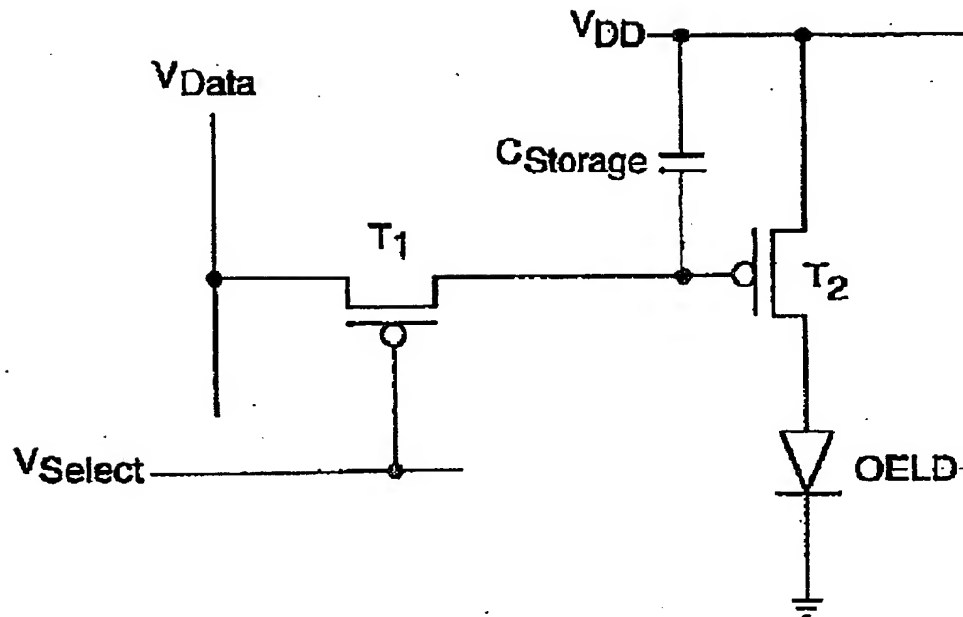 VDD
VData
CStorage
T1
T2
VSelect
OELD